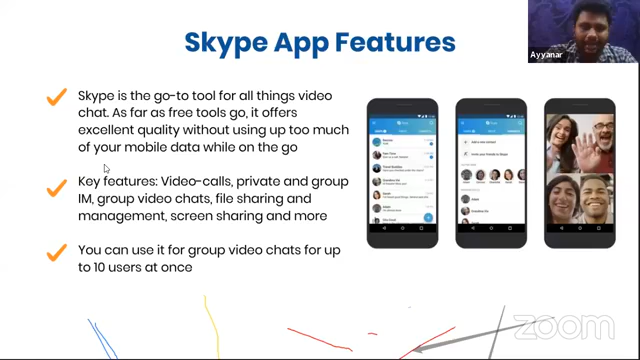 Skype App Features
Ayyanar
Skype is the go-to tool for all things video
chat. As far as free tools go, it offers
excellent quality without using up too much
of your mobile data while on the go
Key features: Video-calls, private and group
IM, group video chats, file sharing and
management, screen sharing and more
You can use it for group video chats for up
to 10 users at once
zoom